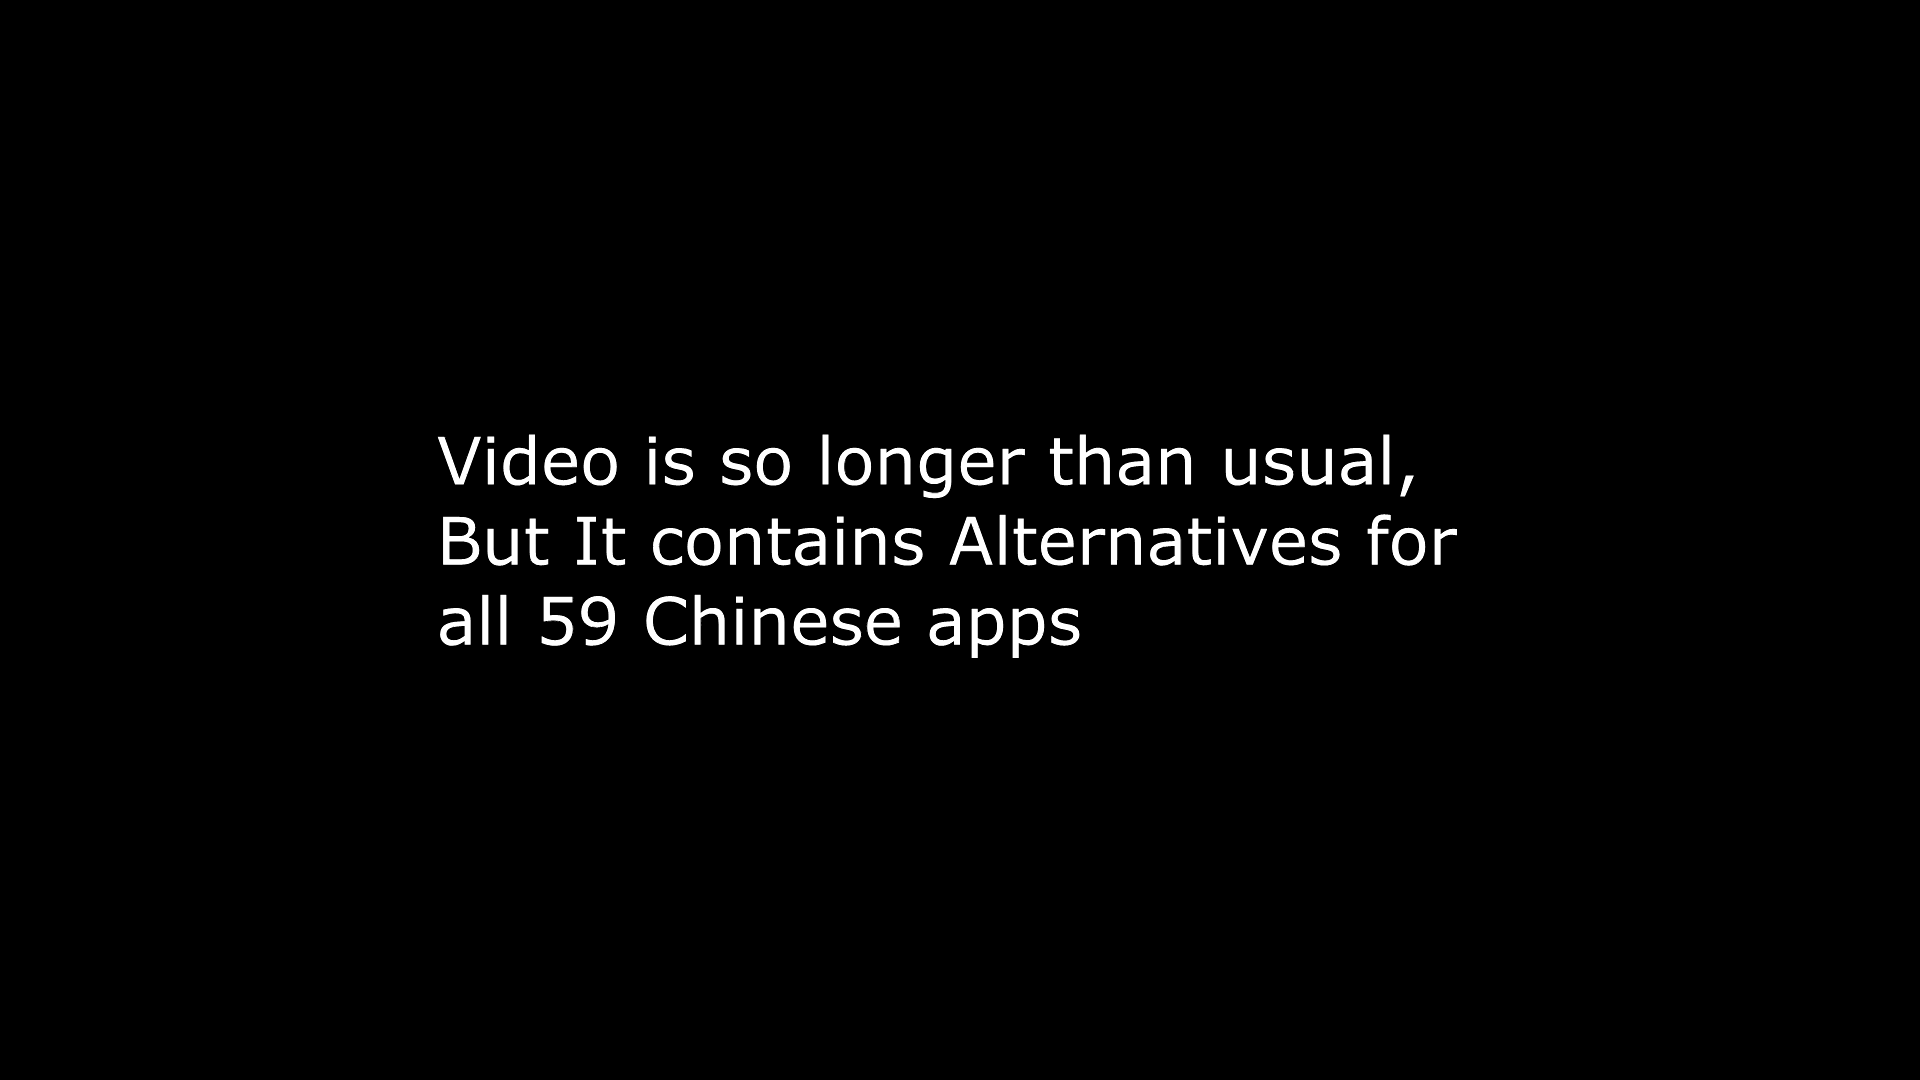 Video is so longer than usual,
But It contains Alternatives for
all 59 Chinese apps